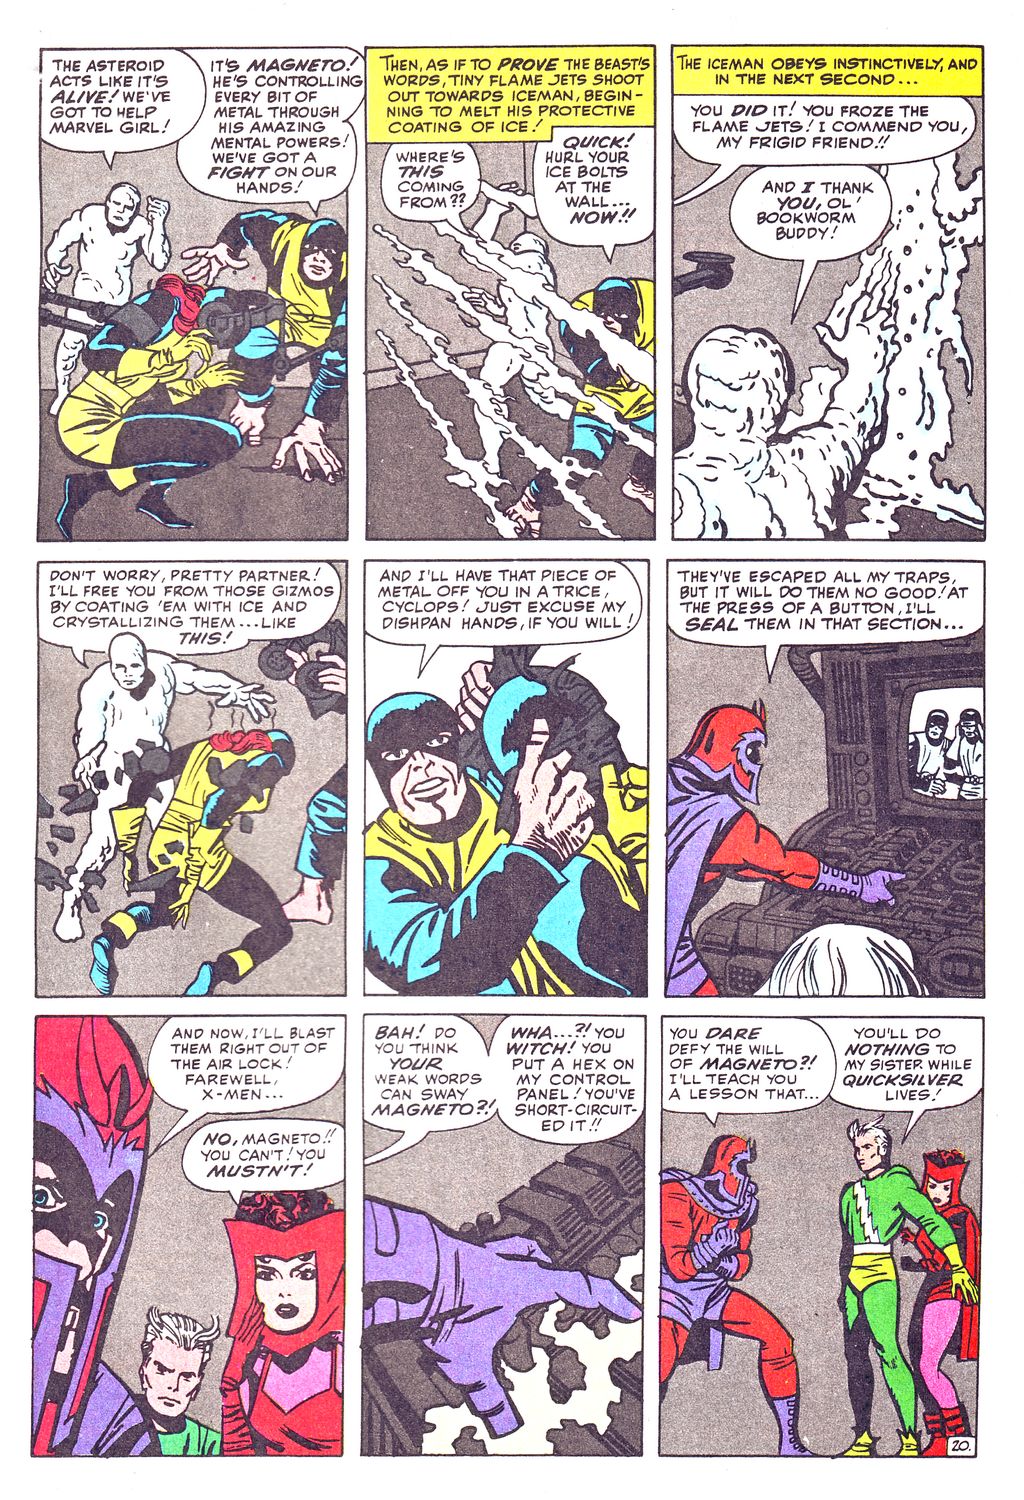 THE ASTEROID
ACTS LIKE IT'S
ALIVE! WE'VE
GOT TO HELP
MARVEL GIRL!
IT'S MAGNETO!
HE'S CONTROLLING
EVERY BIT OF
METAL THROUGH
HIS AMAZING
MENTAL POWERS!
WE'VE GOT A
FIGHT ON OUR
HANDS!
THEN, AS IF TO PROVE THE BEAST'S
WORDS, TINY FLAME JETS SHOOT
OUT TOWARDS ICEMAN, BEGIN-
NING TO MELT HIS PROTECTIVE
COATING OF ICE!
WHERE'S
THIS
COMING
FROM??
QUICK!
HURL YOUR
ICE BOLTS
AT THE
WALL...
NOW!!
THE ICEMAN OBEYS INSTINCTIVELY, AND
IN THE NEXT SECOND...
YOU DID IT! YOU FROZE THE
FLAME JETS! I COMMEND YOU,
MY FRIGID FRIEND!!
AND I THANK
YOU, OL'
BOOKWORM
BUDDY!
DON'T WORRY, PRETTY PARTNER!
I'LL FREE YOU FROM THOSE GIZMOS
BY COATING 'EM WITH ICE AND
CRYSTALLIZING THEM...LIKE
THIS!
AND I'LL HAVE THAT PIECE OF
METAL OFF YOU IN A TRICE,
CYCLOPS! JUST EXCUSE MY
DISHPAN HANDS, IF YOU WILL!
THEY'VE ESCAPED ALL MY TRAPS,
BUT IT WILL DO THEM NO GOOD! AT
THE PRESS OF A BUTTON, I'LL
SEAL THEM IN THAT SECTION...
AND NOW, I'LL BLAST
THEM RIGHT OUT OF
THE AIR LOCK!
FAREWELL,
X-MEN...
NO, MAGNETO!!
YOU CAN'T! YOU
MUSTN'T!
BAH! DO
YOU THINK
YOUR
WEAK WORDS
CAN SWAY
MAGNETO?!
WHA...?! YOU
WITCH! YOU
PUT A HEX ON
MY CONTROL
PANEL! YOU'VE
SHORT-CIRCUIT-
ED IT!!
YOU DARE
DEFY THE WILL
OF MAGNETO?!
I'LL TEACH YOU
A LESSON THAT...
YOU'LL DO
NOTHING TO
MY SISTER WHILE
QUICKSILVER
LIVES!
20.